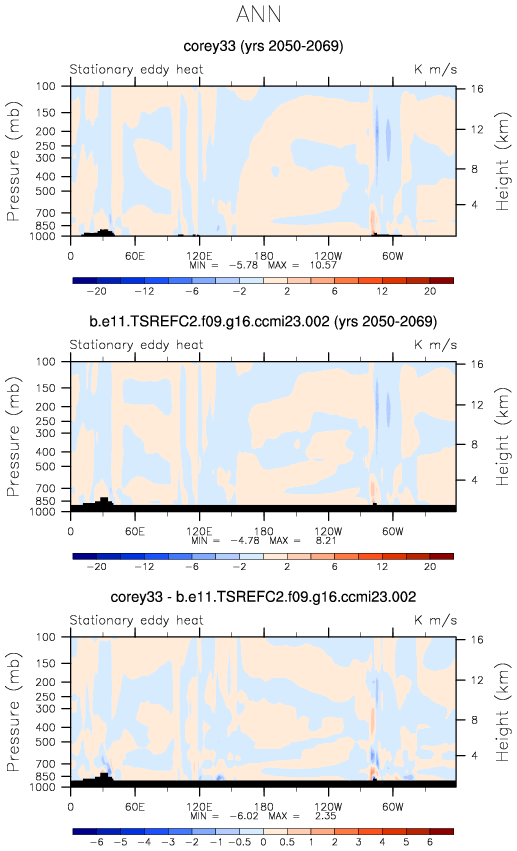 ANN
corey33 (yrs 2050-2069)
Stationary eddy heat K m/s
Pressure (mb)
100
150
200
250
300
400
500
700
850
1000
16
12
8
4
Height (km)
0 60E 120E 180 120W 60W
MIN = -5.78 MAX = 10.57
-20 -12 -6 -2 2 6 12 20
b.e11.TSREFC2.f09.g16.ccmi23.002 (yrs 2050-2069)
Stationary eddy heat K m/s
Pressure (mb)
100
150
200
250
300
400
500
700
850
1000
16
12
8
4
Height (km)
0 60E 120E 180 120W 60W
MIN = -4.78 MAX = 8.21
-20 -12 -6 -2 2 6 12 20
corey33 - b.e11.TSREFC2.f09.g16.ccmi23.002
Stationary eddy heat K m/s
Pressure (mb)
100
150
200
250
300
400
500
700
850
1000
16
12
8
4
Height (km)
0 60E 120E 180 120W 60W
MIN = -6.02 MAX = 2.35
-6 -5 -4 -3 -2 -1 -0.5 0 0.5 1 2 3 4 5 6